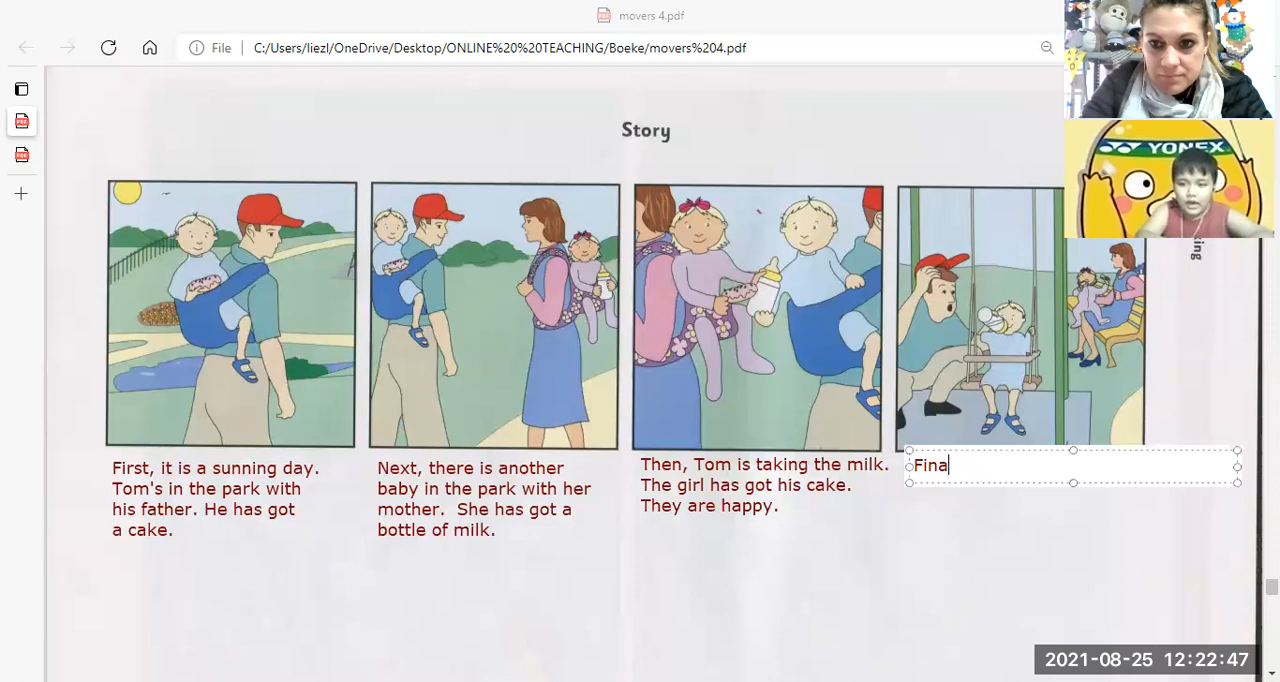 movers 4.pdf
File
C:/Users/liezl/OneDrive/Desktop/ONLINE%20%20TEACHING/Boeke/movers%204.pdf
YONEX
Story
king
First, it is a sunning day.
Tom's in the park with
his father. He has got
a cake.
Next, there is another
baby in the park with her
mother. She has got a
bottle of milk.
Then, Tom is taking the milk.
The girl has got his cake.
They are happy.
Fina
2021-08-25 12:22:47